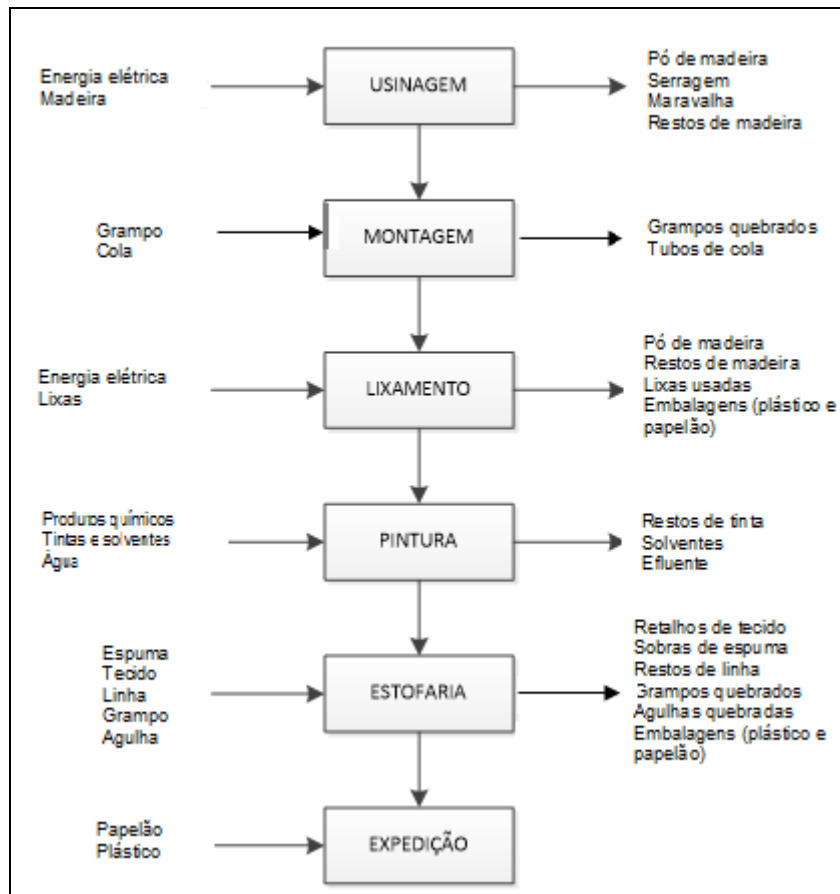 Energia elétrica
Madeira
USINAGEM
Pó de madeira
Serragem
Maravalha
Restos de madeira
Grampo
Cola
MONTAGEM
Grampos quebrados
Tubos de cola
Energia elétrica
Lixas
LIXAMENTO
Pó de madeira
Restos de madeira
Lixas usadas
Embalagens (plástico e
papelão)
Produtos químicos
Tintas e solventes
Água
PINTURA
Restos de tinta
Solventes
Efluente
Espuma
Tecido
Linha
Grampo
Agulha
ESTOFARIA
Retalhos de tecido
Sobras de espuma
Restos de linha
Grampos quebrados
Agulhas quebradas
Embalagens (plástico e
papelão)
Papelão
Plástico
EXPEDIÇÃO